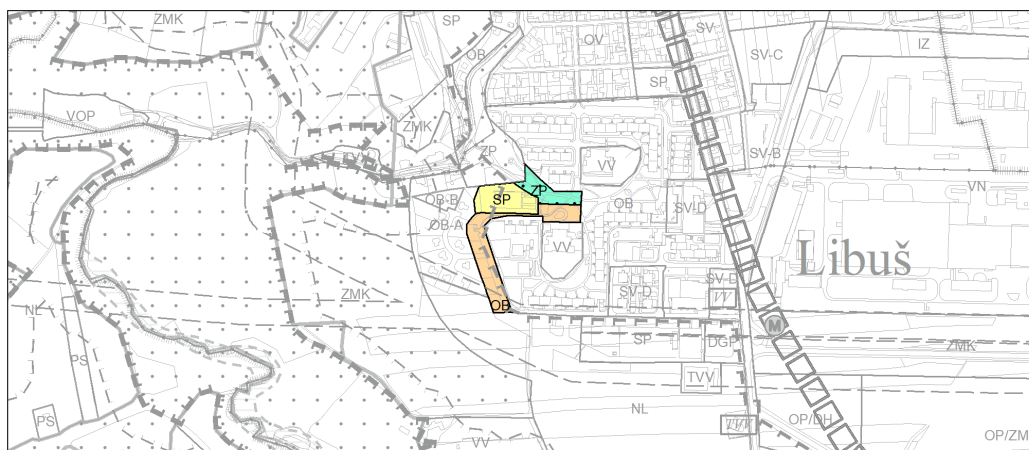 ZMK
SP
OB
OV
SV-
SV-C
IZ
SP
VOP
ZMK
ZP
VV
SV-B
VN
OB-B
SP
ZP
OB
SV-D
OB-A
VV
Libuš
ZMK
SV-D
SV-D
VV
NL
OB
M
PS
SP
DGP
ZMK
TVV
NL
PS
VV
TVV
OP/DH
OP/ZM